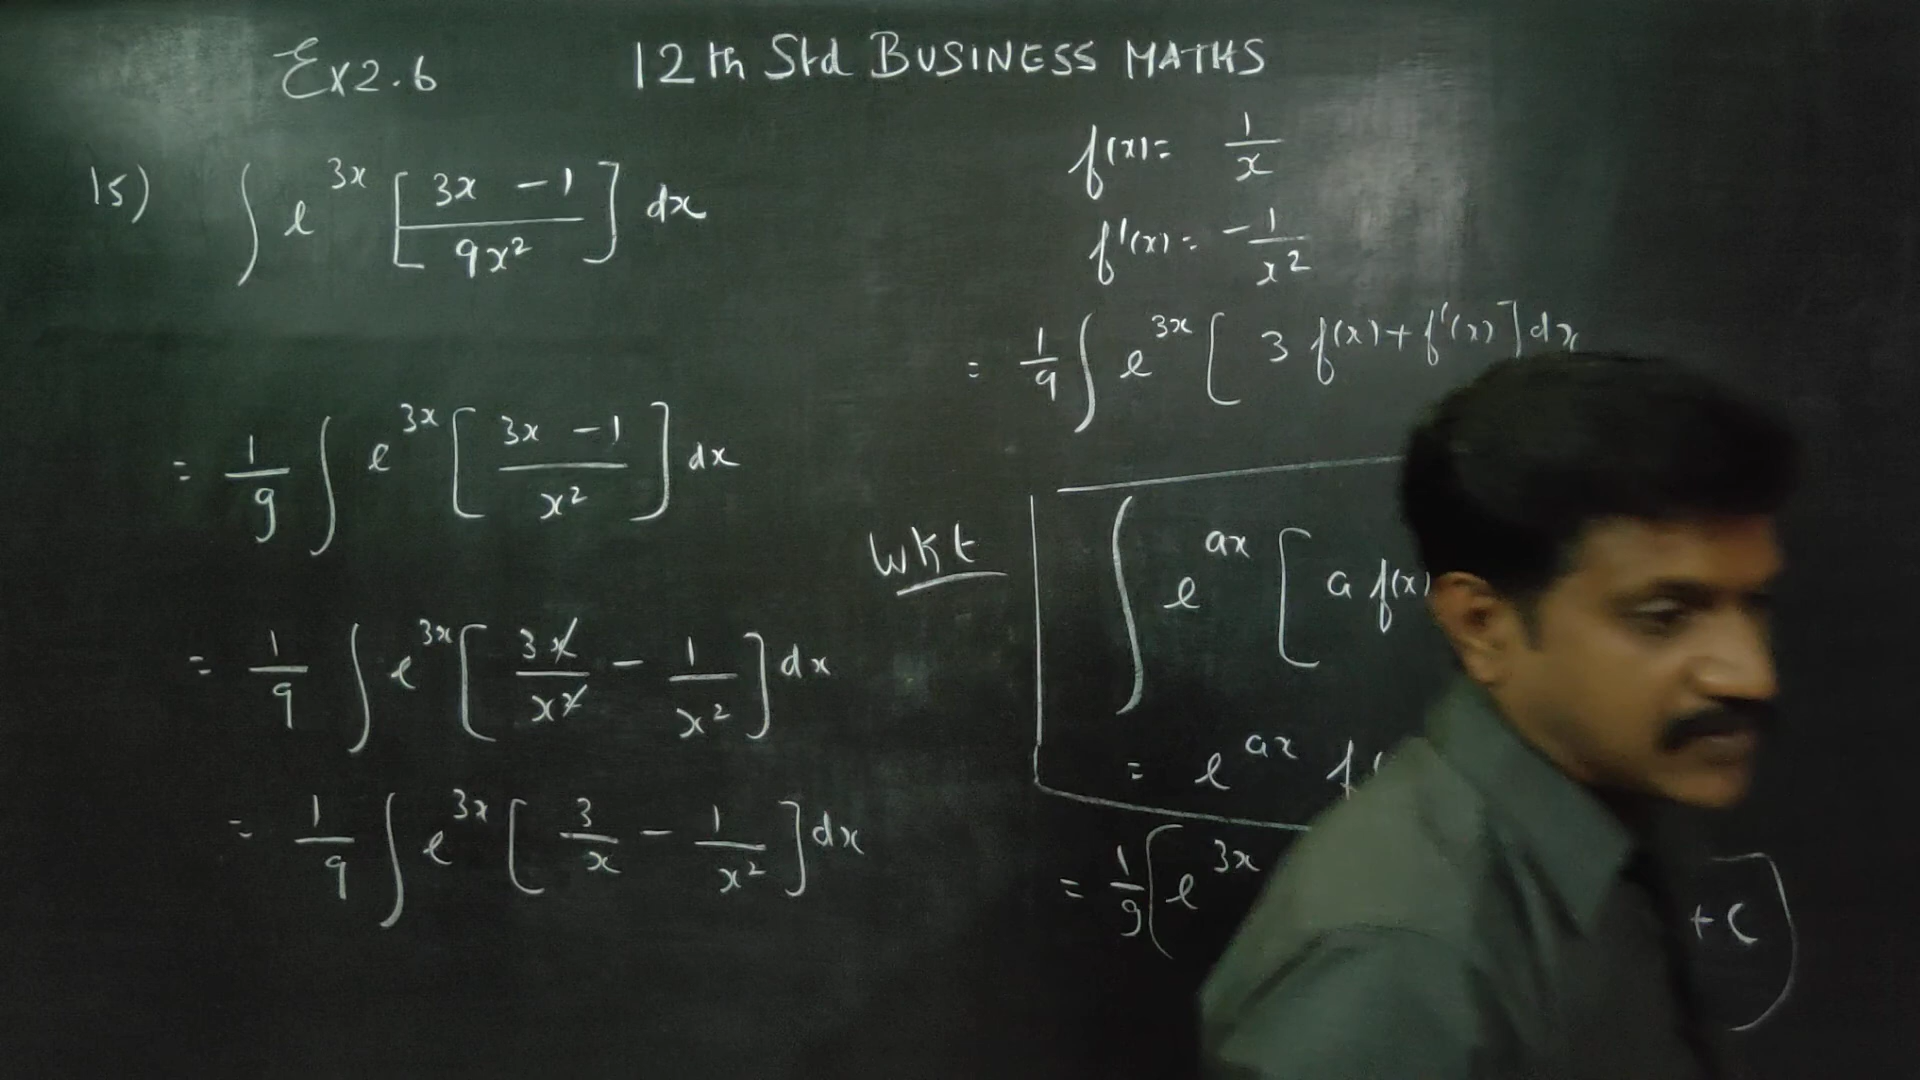 Ex 2.6 12th Std BUSINESS MATHS
15) ∫ e^{3x} [ (3x - 1) / 9x² ] dx
= 1/9 ∫ e^{3x} [ (3x - 1) / x² ] dx
= 1/9 ∫ e^{3x} [ 3x/x² - 1/x² ] dx
= 1/9 ∫ e^{3x} [ 3/x - 1/x² ] dx
f(x) = 1/x
f'(x) = -1/x²
= 1/9 ∫ e^{3x} [ 3 f(x) + f'(x) ] dx
WKT ∫ e^{ax} [ a f(x)
= e^{ax} f(
= 1/9 ( e^{3x} + c )